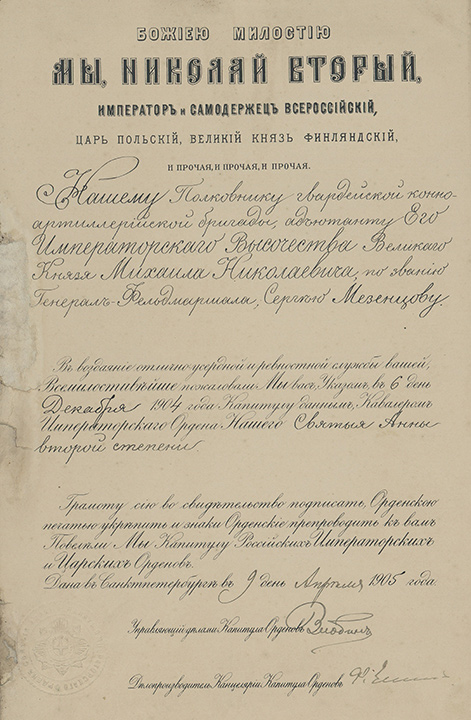 БОЖІЕЮ МИЛОСТІЮ
МЫ, НИКОЛАЙ ВТОРЫЙ,
ИМПЕРАТОРЪ и САМОДЕРЖЕЦЪ ВСЕРОССІЙСКІЙ,
ЦАРЬ ПОЛЬСКІЙ, ВЕЛИКІЙ КНЯЗЬ ФИНЛЯНДСКІЙ,
И ПРОЧАЯ, И ПРОЧАЯ, И ПРОЧАЯ.
Нашему Полковнику гвардейской конно-
артиллерійской бригады, адъютанту Его
Императорскаго Высочества Великаго
Князя Михаила Николаевича, по званію
Генералъ-Фельдмаршала, Сергѣю Мезенцову.
Въ воздаяніе отлично-усердной и ревностной службы вашей,
Всемилостивѣйше пожаловали Мы васъ, Указомъ, въ 6 день
Декабря 1904 года Капитулу даннымъ, Кавалеромъ
Императорскаго Ордена Нашего Святыя Анны
второй степени.
Грамоту сію во свидѣтельство подписать, Орденскою
печатью укрѣпить и знаки Орденскіе препроводить къ вамъ
Повелѣли Мы Капитулу Россійскихъ Императорскихъ
и Царскихъ Орденовъ.
Дана въ Санктпетербургѣ въ 9 день Апрѣля 1905 года.
Управляющій дѣлами Капитула Орденовъ
Дѣлопроизводитель Канцеляріи Капитула Орденовъ